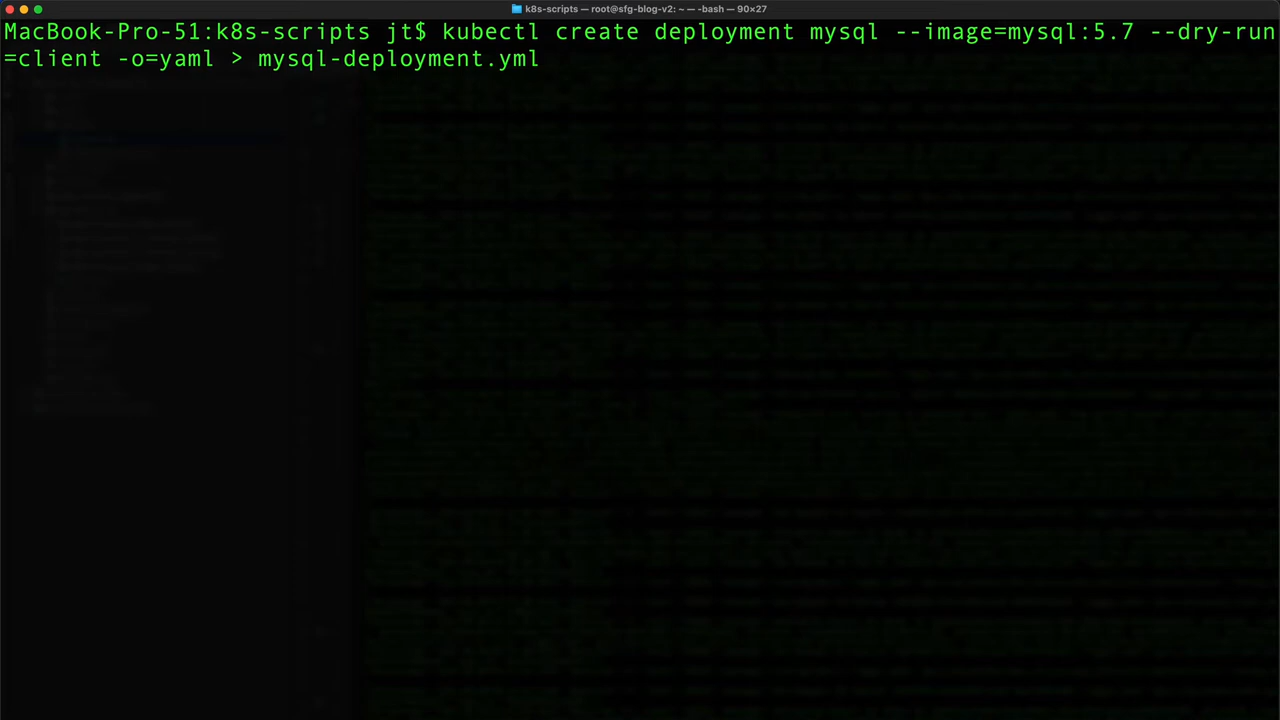 k8s-scripts — root@sfg-blog-v2: ~ — -bash — 90×27
MacBook-Pro-51:k8s-scripts jt$ kubectl create deployment mysql --image=mysql:5.7 --dry-run
=client -o=yaml > mysql-deployment.yml